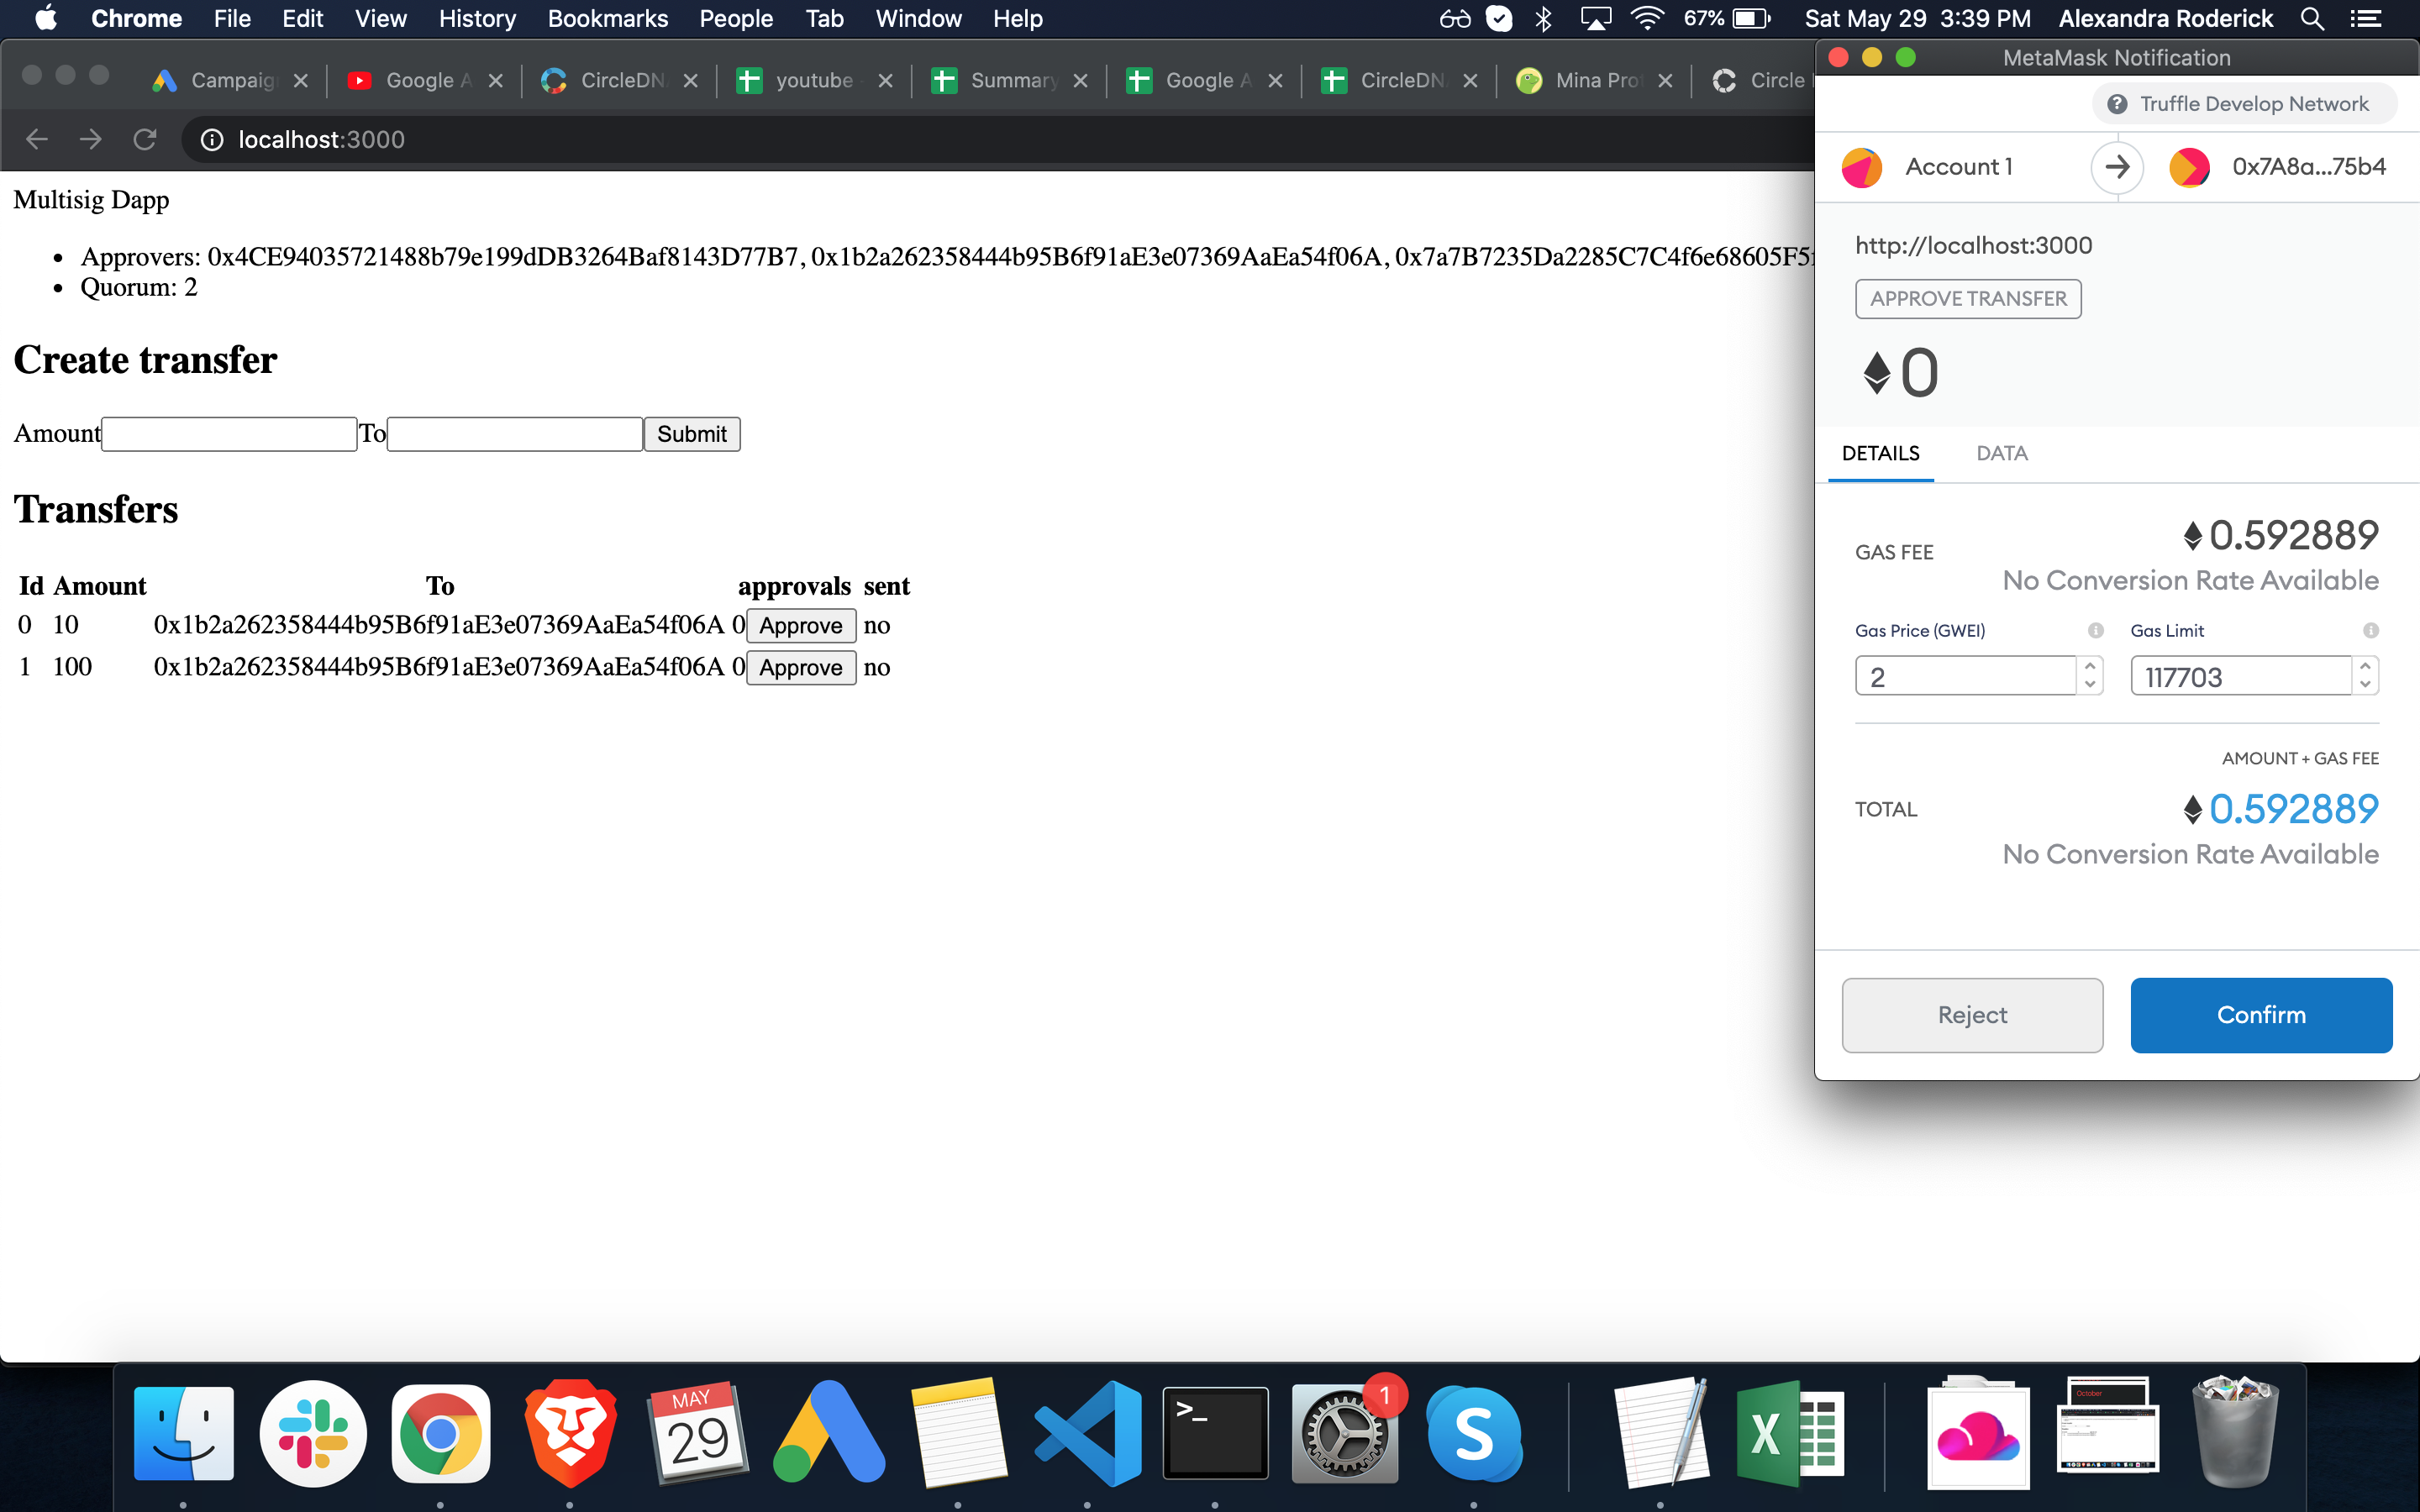 Chrome File Edit View History Bookmarks People Tab Window Help 67% Sat May 29 3:39 PM Alexandra Roderick
Campaig Google A CircleDN youtube Summary Google A CircleDN Mina Pro Circle
localhost:3000
Multisig Dapp
Approvers: 0x4CE94035721488b79e199dDB3264Baf8143D77B7, 0x1b2a262358444b95B6f91aE3e07369AaEa54f06A, 0x7a7B7235Da2285C7C4f6e68605F5
Quorum: 2
Create transfer
Amount To Submit
Transfers
Id Amount To approvals sent
0 10 0x1b2a262358444b95B6f91aE3e07369AaEa54f06A 0 Approve no
1 100 0x1b2a262358444b95B6f91aE3e07369AaEa54f06A 0 Approve no
MetaMask Notification
Truffle Develop Network
Account 1 0x7A8a...75b4
http://localhost:3000
APPROVE TRANSFER
0
DETAILS DATA
GAS FEE 0.592889
No Conversion Rate Available
Gas Price (GWEI) Gas Limit
2 117703
AMOUNT + GAS FEE
TOTAL 0.592889
No Conversion Rate Available
Reject Confirm
MAY
29
>_
1
S
X
October